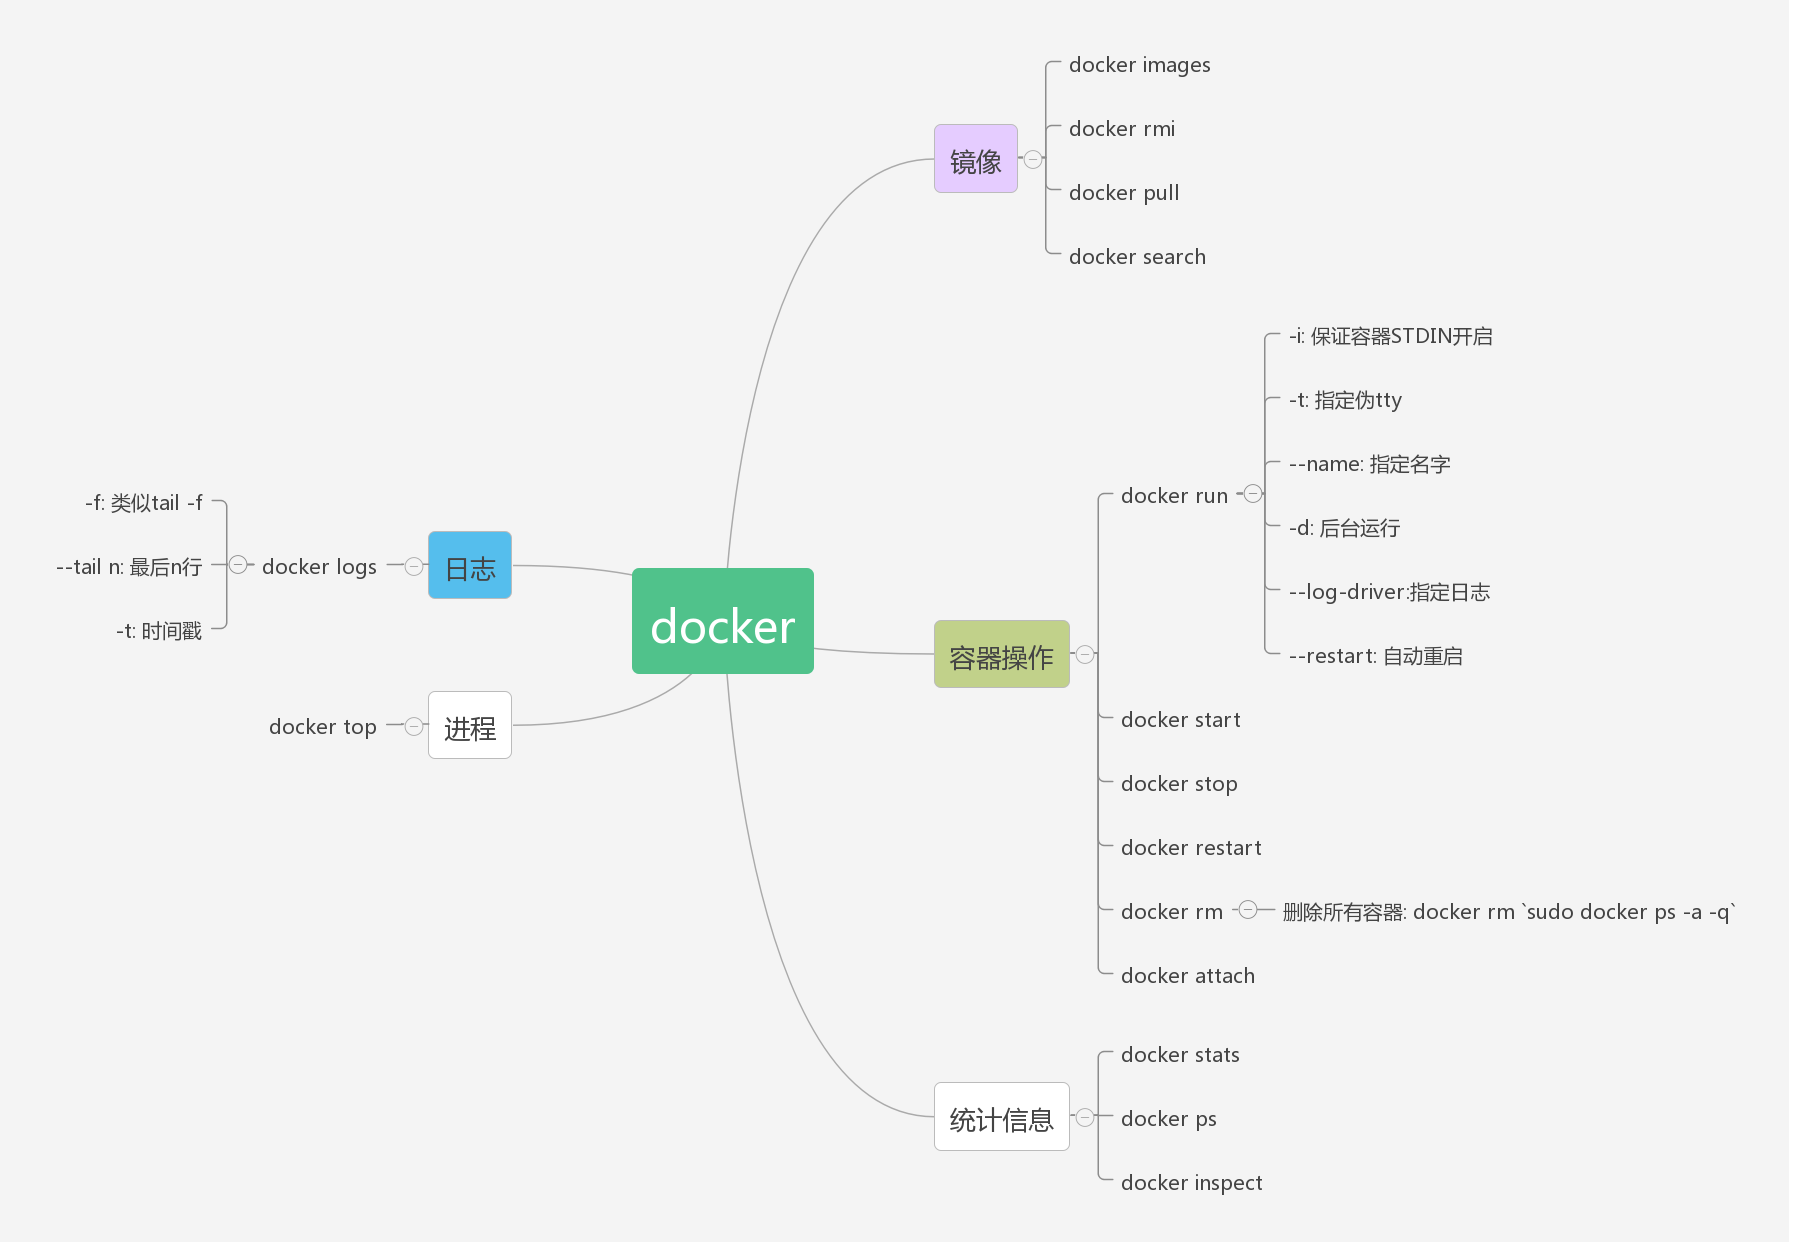 docker
镜像
docker images
docker rmi
docker pull
docker search
容器操作
docker run
-i: 保证容器STDIN开启
-t: 指定伪tty
--name: 指定名字
-d: 后台运行
--log-driver:指定日志
--restart: 自动重启
docker start
docker stop
docker restart
docker rm
删除所有容器: docker rm `sudo docker ps -a -q`
docker attach
统计信息
docker stats
docker ps
docker inspect
日志
docker logs
-f: 类似tail -f
--tail n: 最后n行
-t: 时间戳
进程
docker top